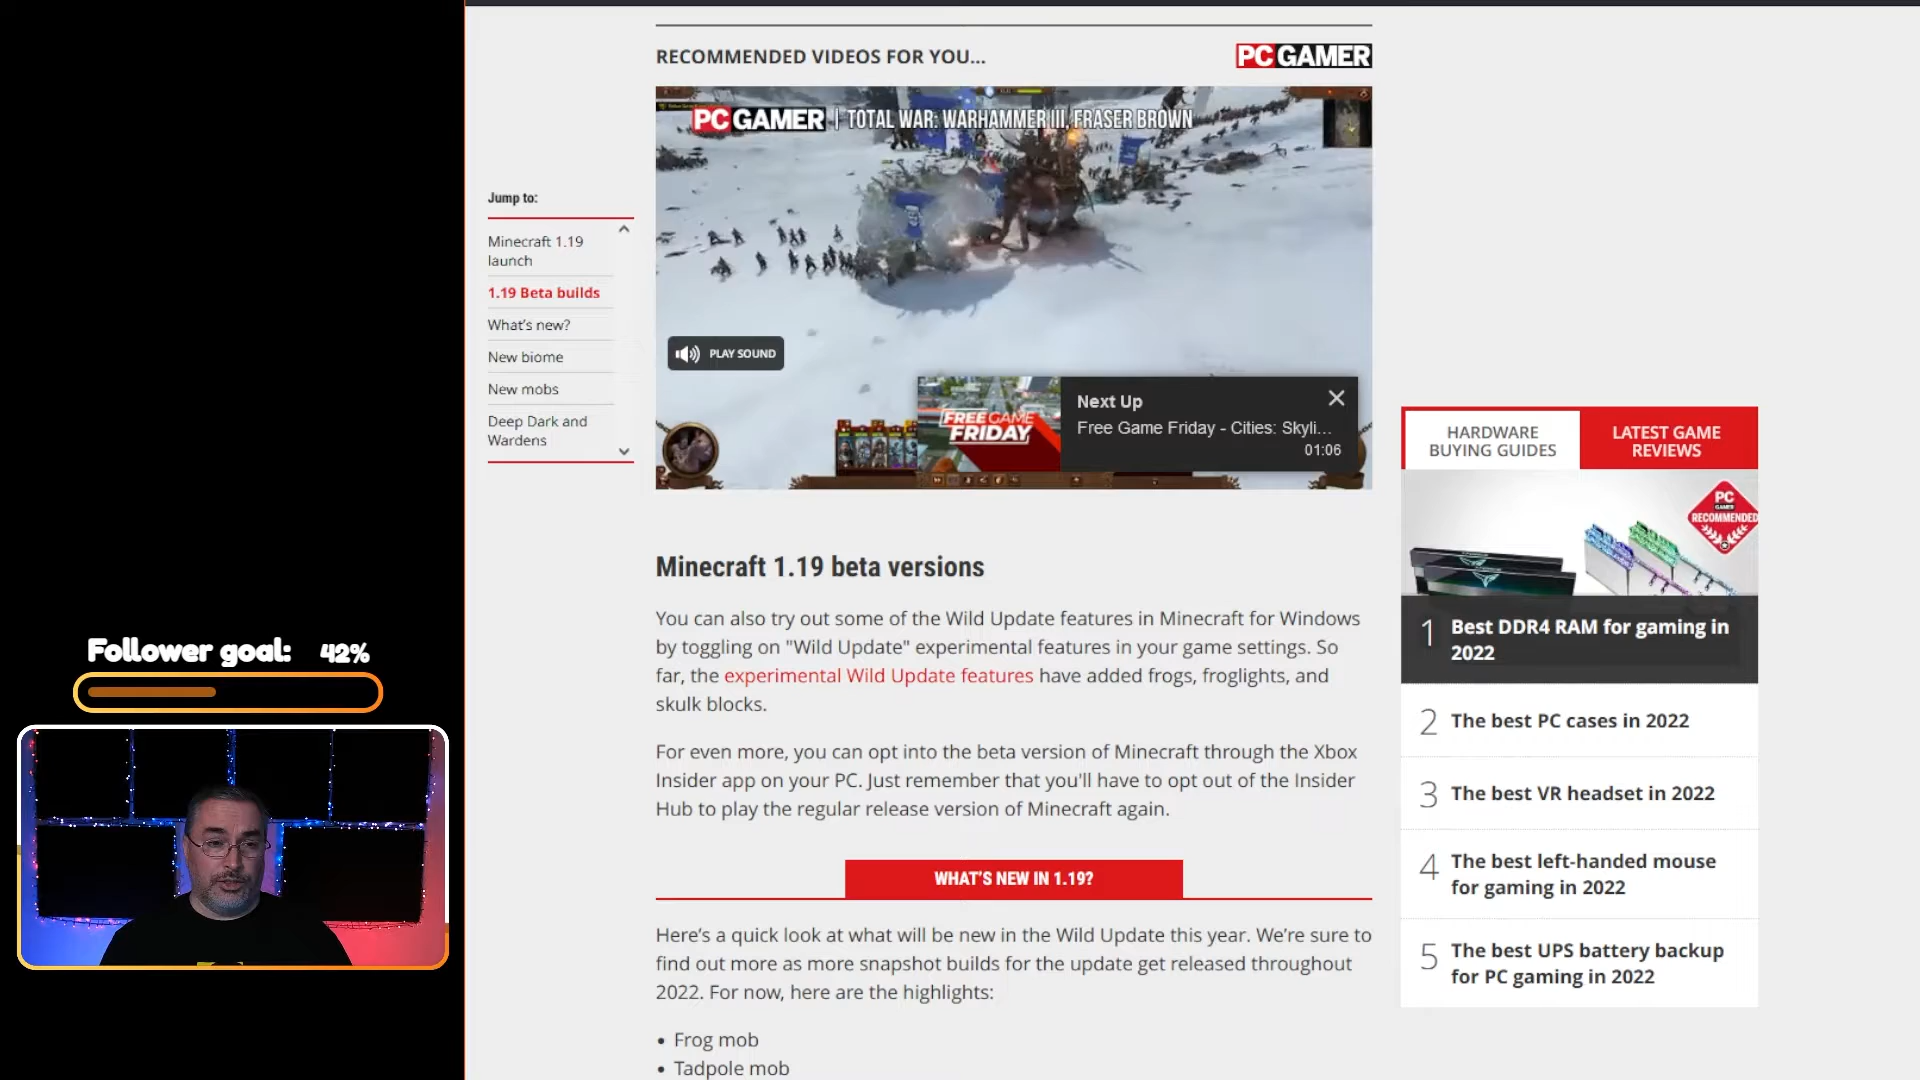 RECOMMENDED VIDEOS FOR YOU...
PC GAMER
PC GAMER | TOTAL WAR: WARHAMMER III, FRASER BROWN
Jump to:
Minecraft 1.19
launch
1.19 Beta builds
What's new?
New biome
New mobs
Deep Dark and
Wardens
PLAY SOUND
FREE GAME
FRIDAY
Next Up
Free Game Friday - Cities: Skyli...
01:06
Minecraft 1.19 beta versions
You can also try out some of the Wild Update features in Minecraft for Windows
by toggling on "Wild Update" experimental features in your game settings. So
far, the experimental Wild Update features have added frogs, froglights, and
skulk blocks.
For even more, you can opt into the beta version of Minecraft through the Xbox
Insider app on your PC. Just remember that you'll have to opt out of the Insider
Hub to play the regular release version of Minecraft again.
WHAT'S NEW IN 1.19?
Here's a quick look at what will be new in the Wild Update this year. We're sure to
find out more as more snapshot builds for the update get released throughout
2022. For now, here are the highlights:
• Frog mob
• Tadpole mob
HARDWARE
BUYING GUIDES
LATEST GAME
REVIEWS
PC
GAMER
RECOMMENDED
1 Best DDR4 RAM for gaming in
2022
2 The best PC cases in 2022
3 The best VR headset in 2022
4 The best left-handed mouse
for gaming in 2022
5 The best UPS battery backup
for PC gaming in 2022
Follower goal: 42%